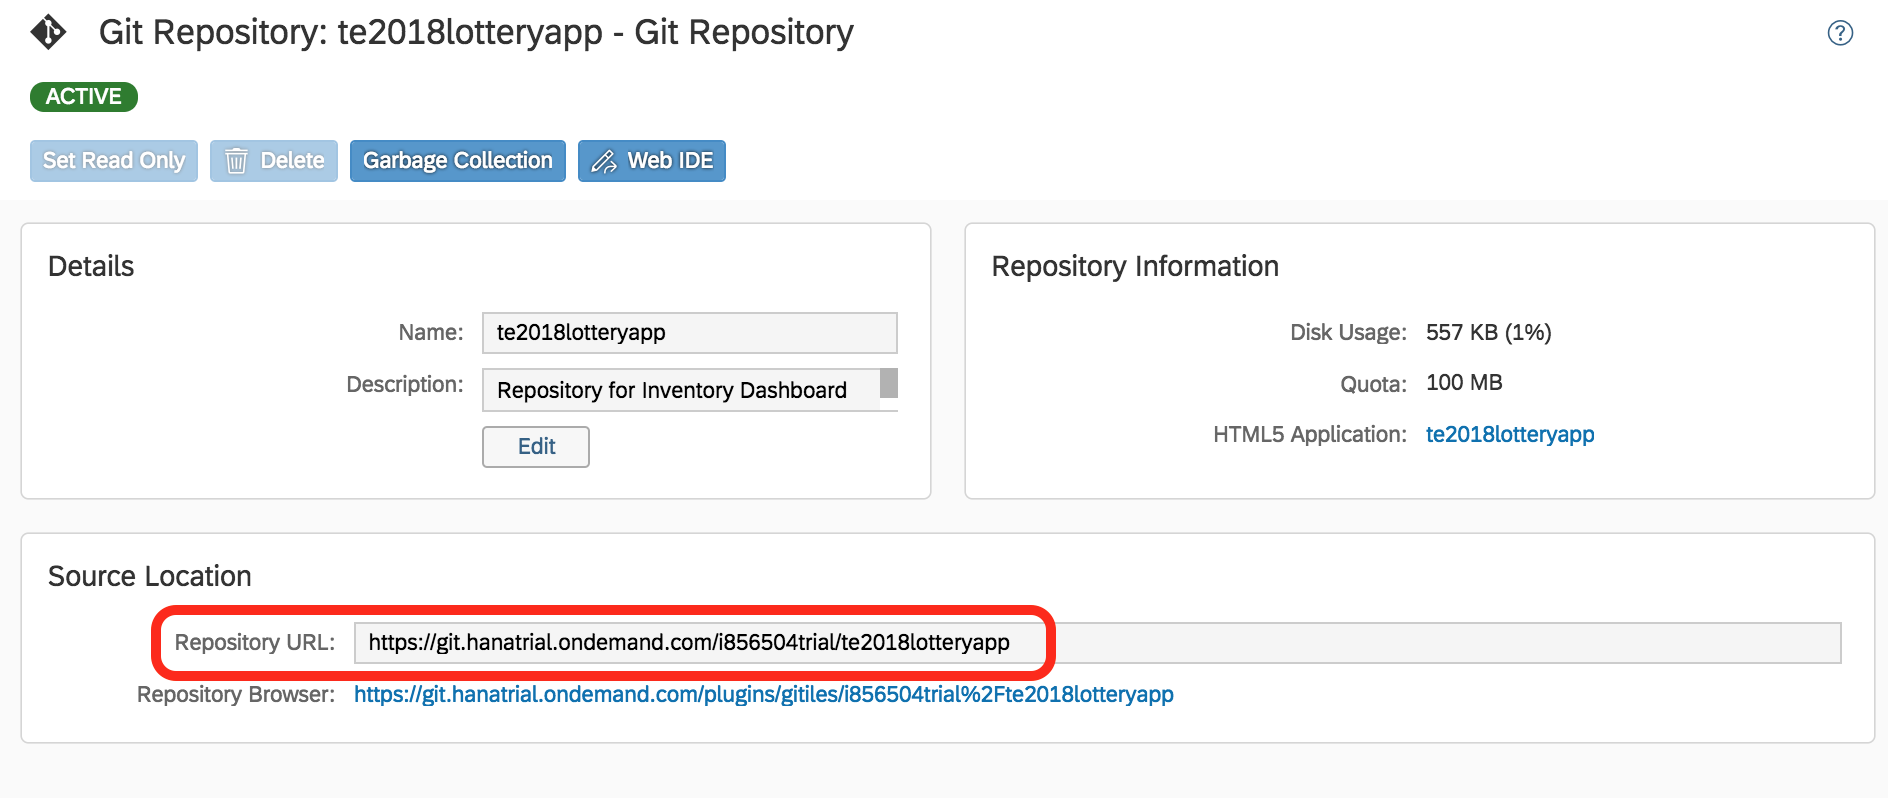 Git Repository: te2018lotteryapp - Git Repository
?
ACTIVE
Set Read Only Delete Garbage Collection Web IDE
Details
Name: te2018lotteryapp
Description: Repository for Inventory Dashboard
Edit
Repository Information
Disk Usage: 557 KB (1%)
Quota: 100 MB
HTML5 Application: te2018lotteryapp
Source Location
Repository URL: https://git.hanatrial.ondemand.com/i856504trial/te2018lotteryapp
Repository Browser: https://git.hanatrial.ondemand.com/plugins/gitiles/i856504trial%2Fte2018lotteryapp